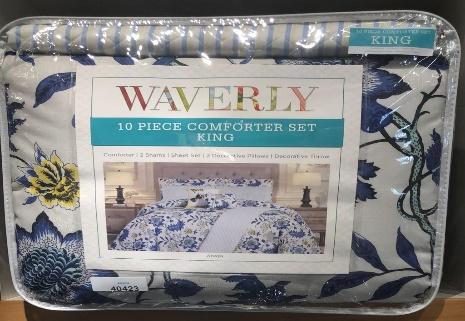 10 PIECE COMFORTER SET
KING
WAVERLY
10 PIECE COMFORTER SET
KING
Comforter | 2 Shams | Sheet Set | 3 Decorative Pillows | Decorative Throw
40423